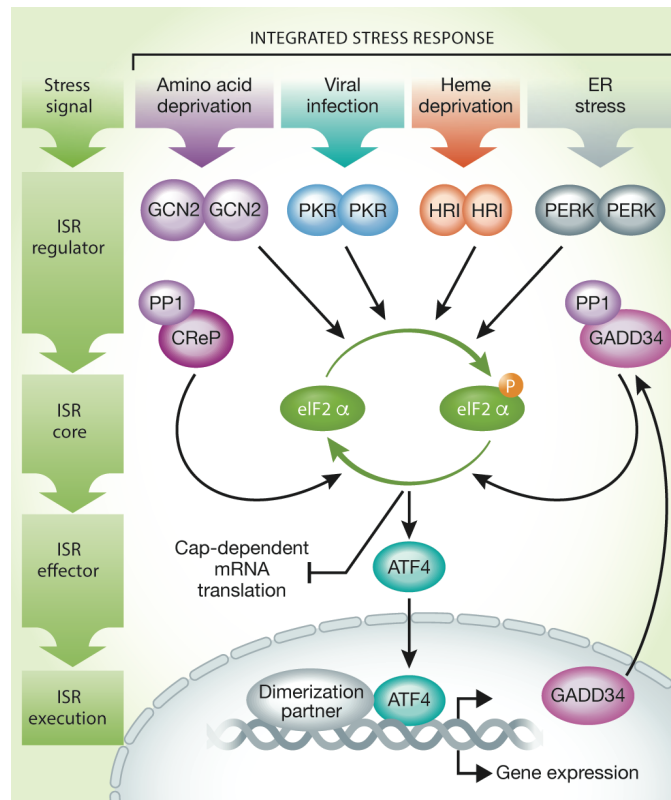 INTEGRATED STRESS RESPONSE
Stress
signal
Amino acid
deprivation
Viral
infection
Heme
deprivation
ER
stress
ISR
regulator
GCN2 GCN2
PKR PKR
HRI HRI
PERK PERK
PP1
CReP
PP1
GADD34
ISR
core
eIF2 α
P
eIF2 α
ISR
effector
Cap-dependent
mRNA
translation
ATF4
ISR
execution
Dimerization
partner
ATF4
GADD34
Gene expression